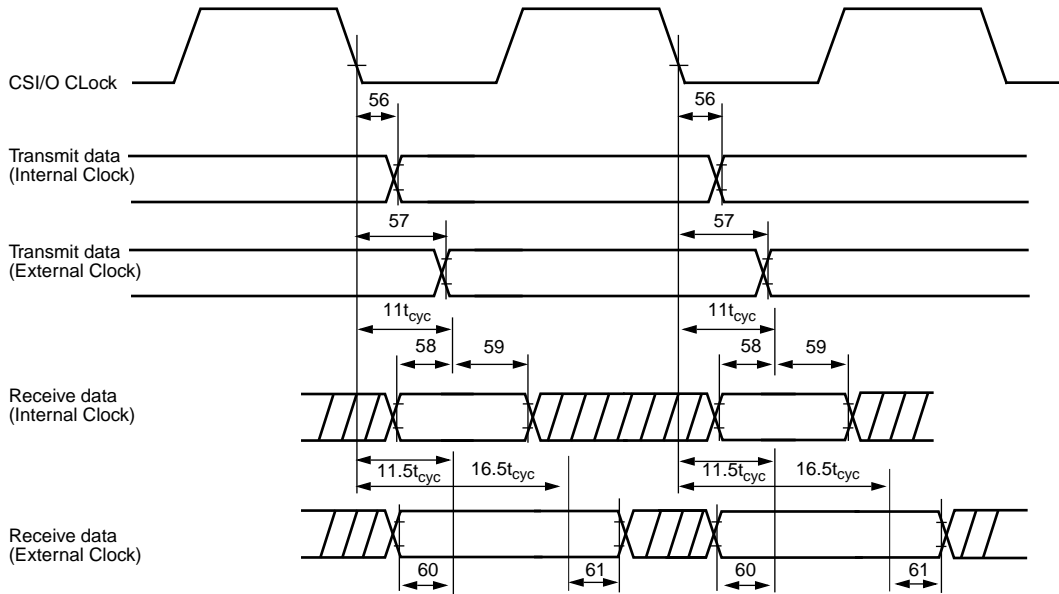 CSI/O CLock
56 56
Transmit data
(Internal Clock)
57 57
Transmit data
(External Clock)
11tcyc 11tcyc
58 59 58 59
Receive data
(Internal Clock)
11.5tcyc 16.5tcyc 11.5tcyc 16.5tcyc
Receive data
(External Clock)
60 61 60 61